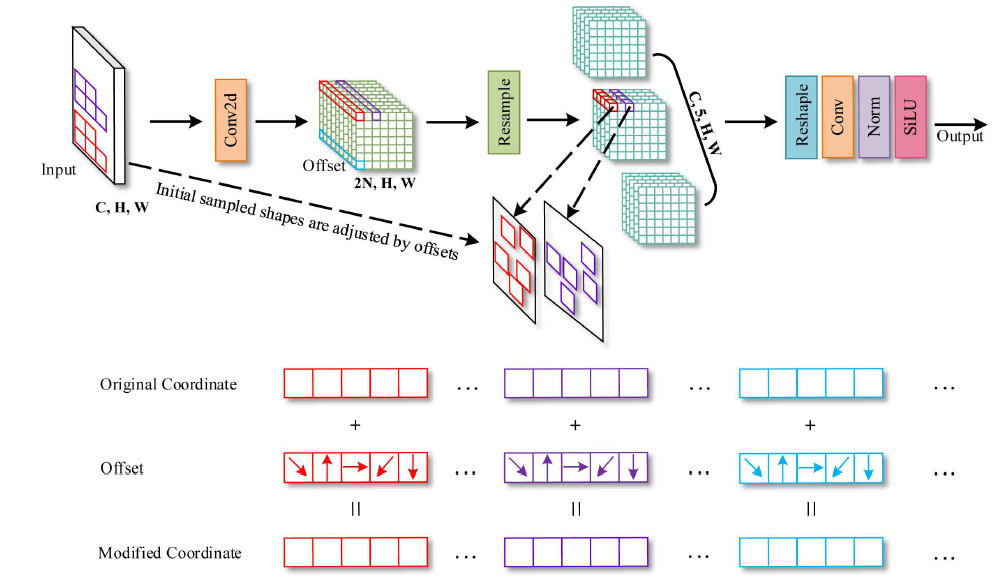 Input
C, H, W
Conv2d
Offset
2N, H, W
Resample
C, 5, H, W
Reshaple
Conv
Norm
SiLU
Output
Initial sampled shapes are adjusted by offsets
Original Coordinate ... ... ...
+ + +
Offset ... ... ...
= = =
Modified Coordinate ... ... ...